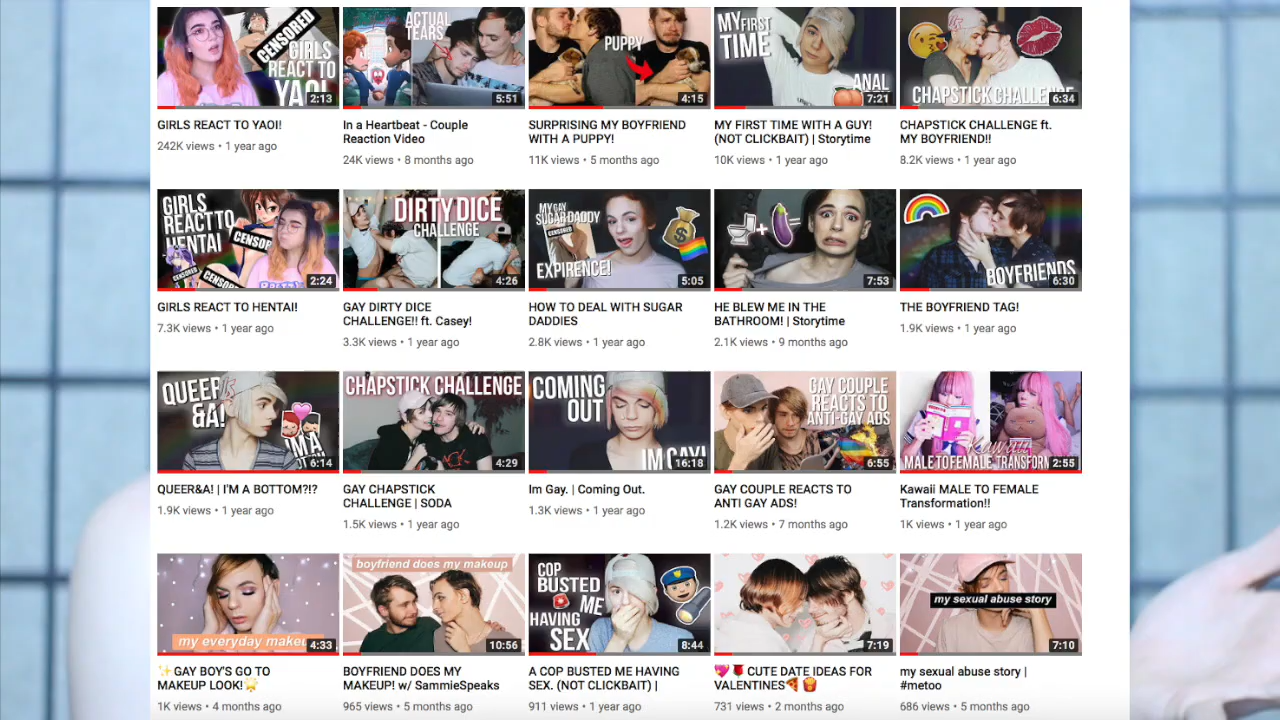 CENSORED
GIRLS
REACT TO
YAOI
2:13
ACTUAL
TEARS
5:51
PUPPY
4:15
MY FIRST
TIME
ANAL
7:21
CHAPSTICK CHALLENGE
6:34
GIRLS REACT TO YAOI!
242K views • 1 year ago
In a Heartbeat - Couple
Reaction Video
24K views • 8 months ago
SURPRISING MY BOYFRIEND
WITH A PUPPY!
11K views • 5 months ago
MY FIRST TIME WITH A GUY!
(NOT CLICKBAIT) | Storytime
10K views • 1 year ago
CHAPSTICK CHALLENGE ft.
MY BOYFRIEND!!
8.2K views • 1 year ago
GIRLS
REACT TO
HENTAI
CENSOR
CENSORED
CENSORED
2:24
DIRTY DICE
CHALLENGE
4:26
MY GAY
SUGAR DADDY
CENSORED
EXPIRENCE!
5:05
+ =
7:53
BOYFRIENDS
6:30
GIRLS REACT TO HENTAI!
7.3K views • 1 year ago
GAY DIRTY DICE
CHALLENGE!! ft. Casey!
3.3K views • 1 year ago
HOW TO DEAL WITH SUGAR
DADDIES
2.8K views • 1 year ago
HE BLEW ME IN THE
BATHROOM! | Storytime
2.1K views • 9 months ago
THE BOYFRIEND TAG!
1.9K views • 1 year ago
QUEER
&A!
I'M A
6:14
CHAPSTICK CHALLENGE
4:29
COMING
OUT
IM GAY!
16:18
GAY COUPLE
REACTS TO
ANTI-GAY ADS
6:55
Kawaii
MALE TO FEMALE TRANSFORM
2:55
QUEER&A! | I'M A BOTTOM?!?
1.9K views • 1 year ago
GAY CHAPSTICK
CHALLENGE | SODA
1.5K views • 1 year ago
Im Gay. | Coming Out.
1.3K views • 1 year ago
GAY COUPLE REACTS TO
ANTI GAY ADS!
1.2K views • 7 months ago
Kawaii MALE TO FEMALE
Transformation!!
1K views • 1 year ago
my everyday makeu
4:33
boyfriend does my makeup
10:56
COP
BUSTED
ME
HAVING
SEX
8:44
7:19
my sexual abuse story
7:10
✨GAY BOY'S GO TO
MAKEUP LOOK!🌟
1K views • 4 months ago
BOYFRIEND DOES MY
MAKEUP! w/ SammieSpeaks
965 views • 5 months ago
A COP BUSTED ME HAVING
SEX. (NOT CLICKBAIT) |
911 views • 1 year ago
💖🌹CUTE DATE IDEAS FOR
VALENTINES🍕🍟
731 views • 2 months ago
my sexual abuse story |
#metoo
686 views • 5 months ago